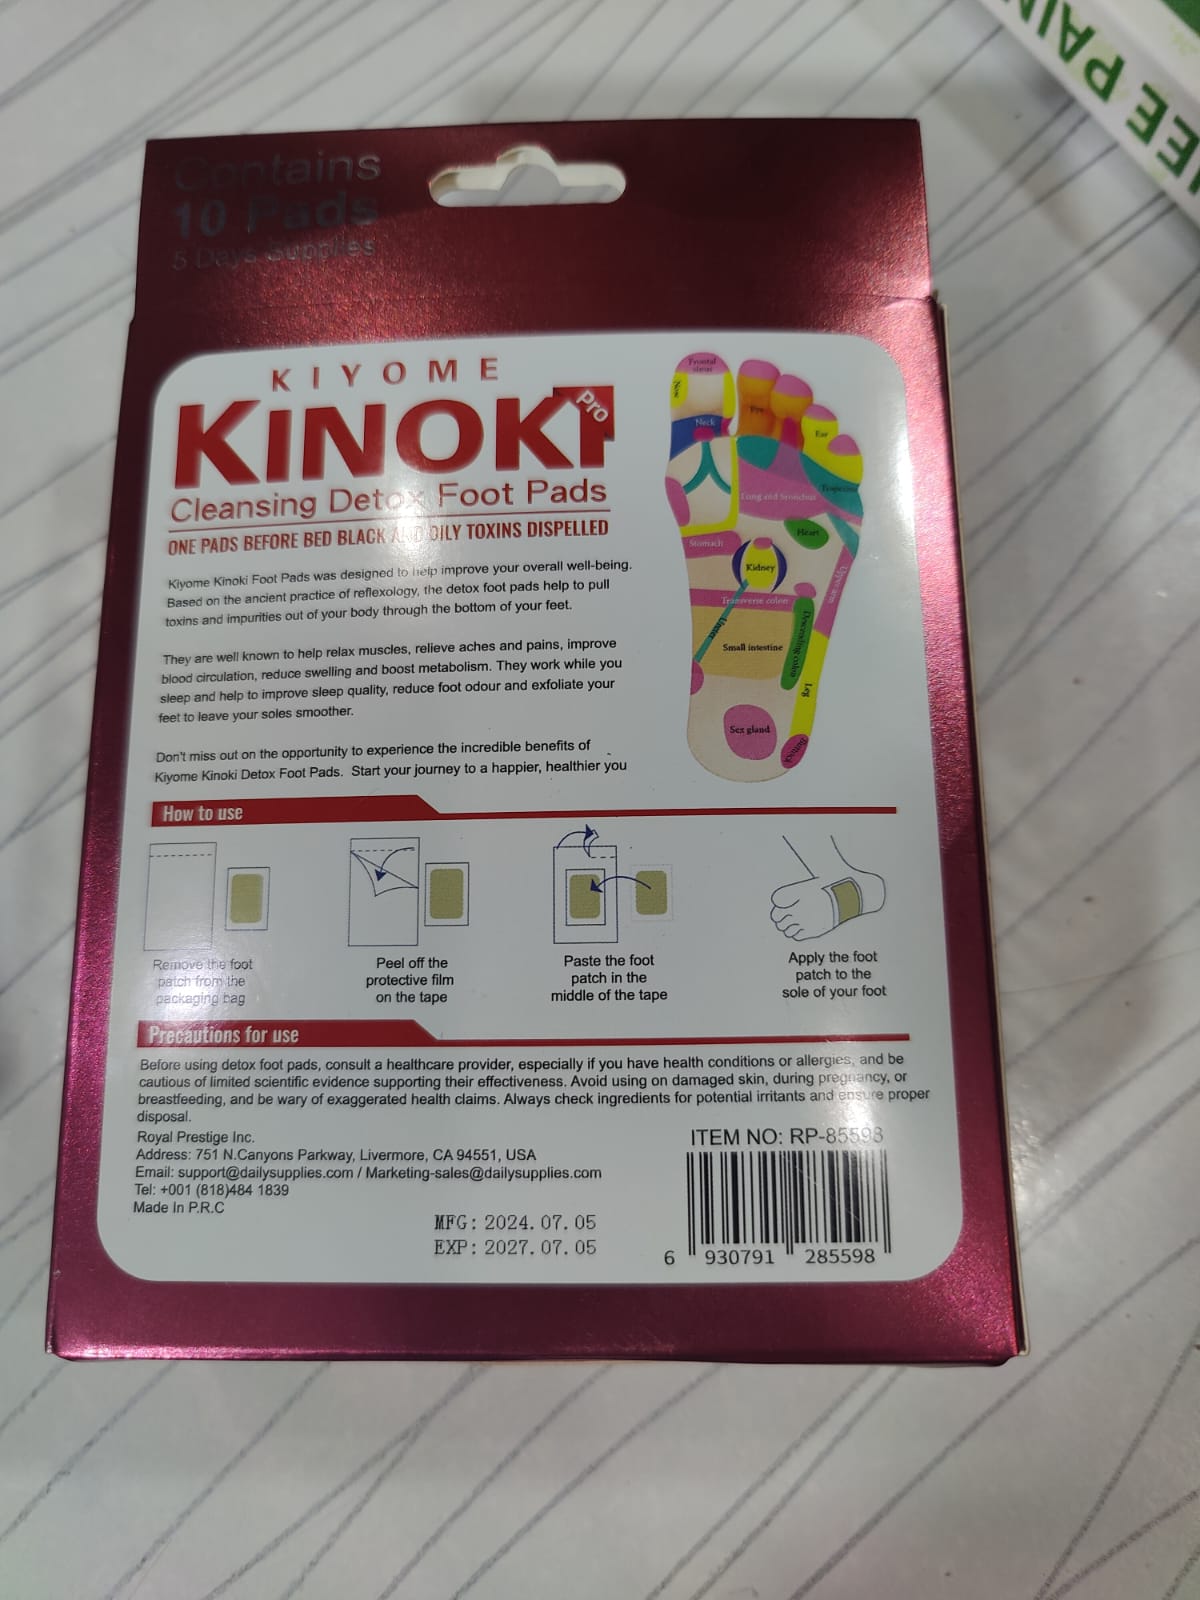 Contains
10 Pads
5 Days Supplies
KIYOME
KINOKI
Pro
Cleansing Detox Foot Pads
ONE PADS BEFORE BED BLACK AND OILY TOXINS DISPELLED
Kiyome Kinoki Foot Pads was designed to help improve your overall well-being.
Based on the ancient practice of reflexology, the detox foot pads help to pull
toxins and impurities out of your body through the bottom of your feet.
They are well known to help relax muscles, relieve aches and pains, improve
blood circulation, reduce swelling and boost metabolism. They work while you
sleep and help to improve sleep quality, reduce foot odour and exfoliate your
feet to leave your soles smoother.
Don't miss out on the opportunity to experience the incredible benefits of
Kiyome Kinoki Detox Foot Pads. Start your journey to a happier, healthier you
Frontal
sinus
Neck
Eye
Ear
Trapezius
Lung and bronchus
Heart
Stomach
Kidney
Upper arm
Transverse colon
Ureter
Descending colon
Small intestine
Leg
Sex gland
Buttock
How to use
Remove the foot
patch from the
packaging bag
Peel off the
protective film
on the tape
Paste the foot
patch in the
middle of the tape
Apply the foot
patch to the
sole of your foot
Precautions for use
Before using detox foot pads, consult a healthcare provider, especially if you have health conditions or allergies, and be
cautious of limited scientific evidence supporting their effectiveness. Avoid using on damaged skin, during pregnancy, or
breastfeeding, and be wary of exaggerated health claims. Always check ingredients for potential irritants and ensure proper
disposal.
Royal Prestige Inc.
Address: 751 N.Canyons Parkway, Livermore, CA 94551, USA
Email: support@dailysupplies.com / Marketing-sales@dailysupplies.com
Tel: +001 (818)484 1839
Made In P.R.C
MFG: 2024.07.05
EXP: 2027.07.05
ITEM NO: RP-85598
6 930791 285598